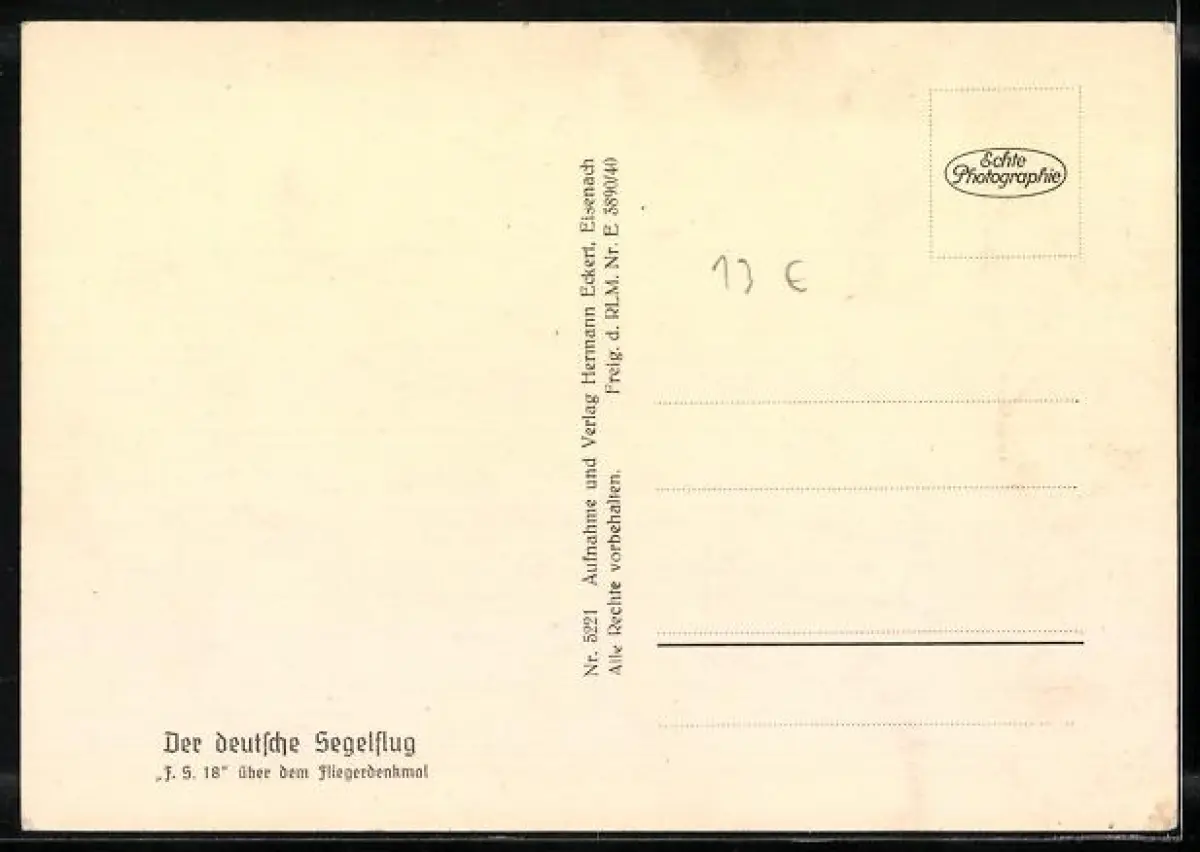 Echte
Photographie
13 €
Nr. 5221 Aufnahme und Verlag Hermann Eckert, Eisenach
Alle Rechte vorbehalten. Freig. d. RLM. Nr. E 3890/40
Der deutſche Segelflug
„F. S. 18“ über dem Fliegerdenkmal